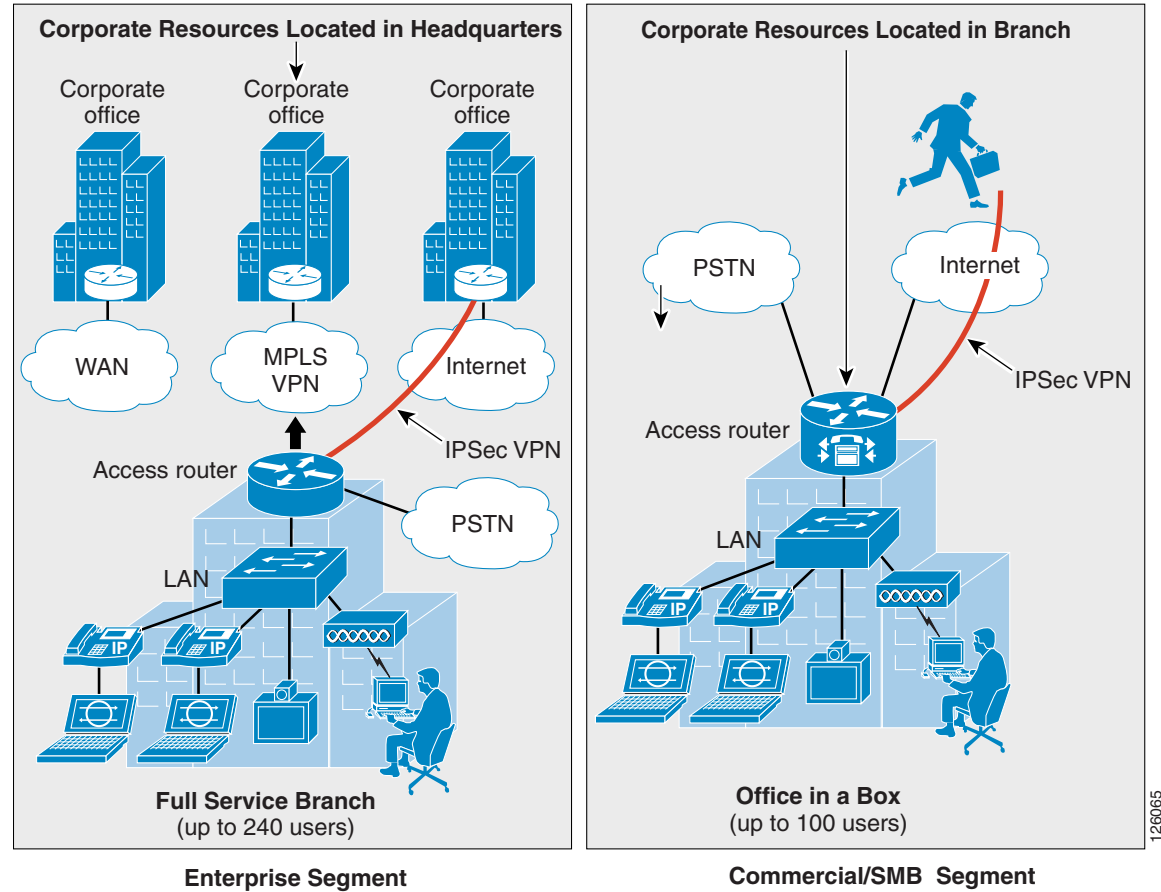 Corporate Resources Located in Headquarters
Corporate
office
Corporate
office
Corporate
office
WAN
MPLS
VPN
Internet
IPSec VPN
Access router
PSTN
LAN
IP
IP
Full Service Branch
(up to 240 users)
Enterprise Segment
Corporate Resources Located in Branch
PSTN
Internet
IPSec VPN
Access router
LAN
IP
IP
Office in a Box
(up to 100 users)
Commercial/SMB Segment
126065